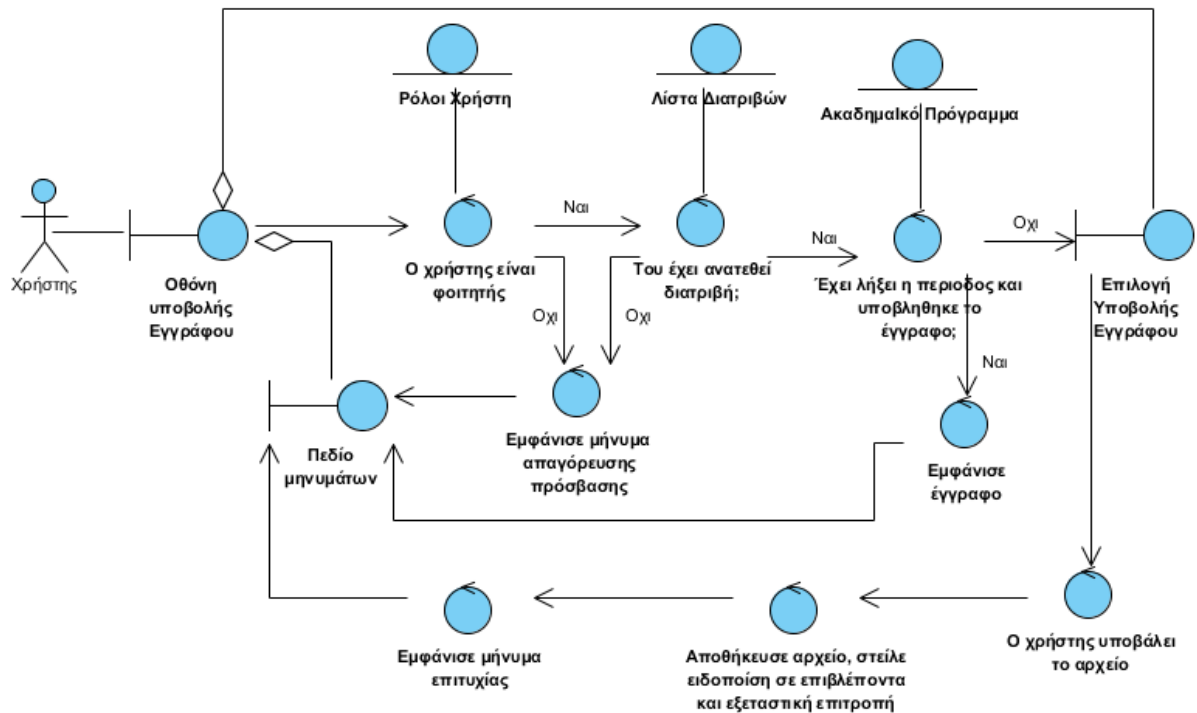 Ρόλοι Χρήστη
Λίστα Διατριβών
ΑκαδημαΙκό Πρόγραμμα
Χρήστης
Οθόνη
υποβολής
Εγγράφου
Ο χρήστης είναι
φοιτητής
Ναι
Του έχει ανατεθεί
διατριβή;
Ναι
Έχει λήξει η περιοδος και
υποβληθηκε το
έγγραφο;
Οχι
Επιλογή
Υποβολής
Εγγράφου
Οχι
Οχι
Ναι
Πεδίο
μηνυμάτων
Εμφάνισε μήνυμα
απαγόρευσης
πρόσβασης
Εμφάνισε
έγγραφο
Εμφάνισε μήνυμα
επιτυχίας
Αποθήκευσε αρχείο, στείλε
ειδοποίση σε επιβλέποντα
και εξεταστική επιτροπή
Ο χρήστης υποβάλει
το αρχείο